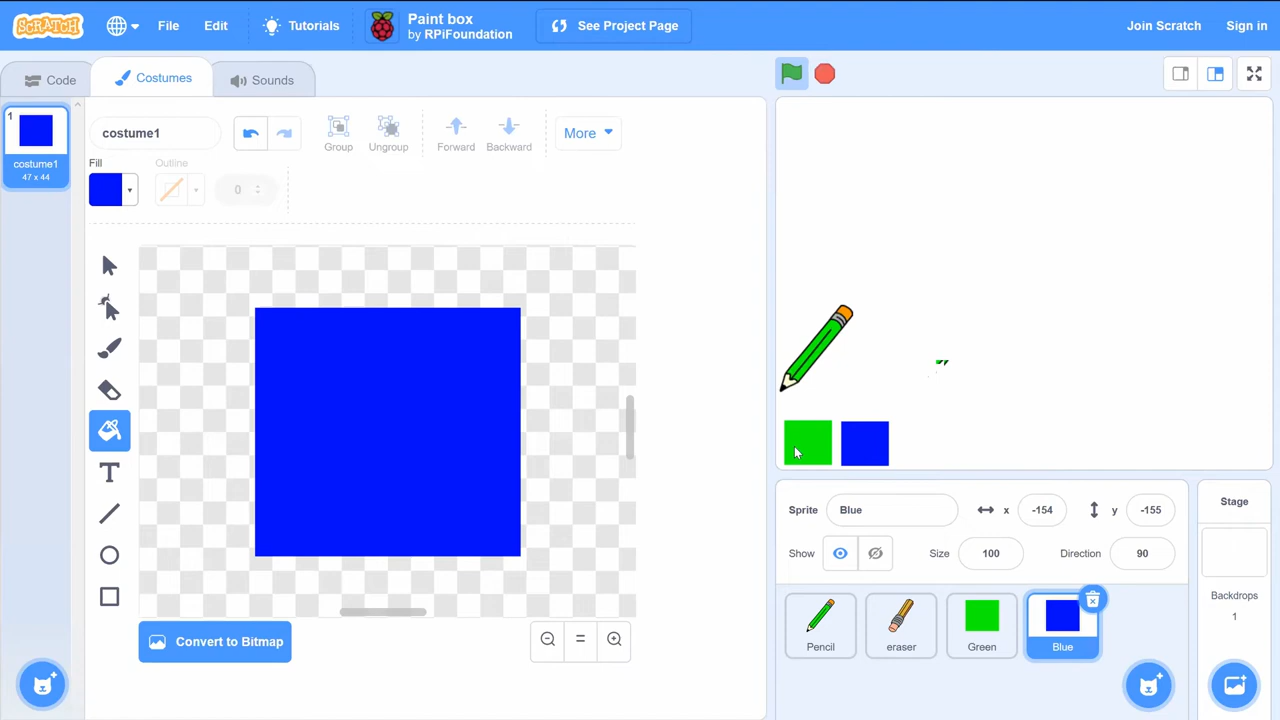 SCRATCH File Edit Tutorials Paint box by RPiFoundation See Project Page Join Scratch Sign in
Code Costumes Sounds
1 costume1 47 x 44
costume1 Group Ungroup Forward Backward More
Fill Outline 0
T
Convert to Bitmap
Sprite Blue x -154 y -155
Show Size 100 Direction 90
Pencil eraser Green Blue
Stage
Backdrops
1